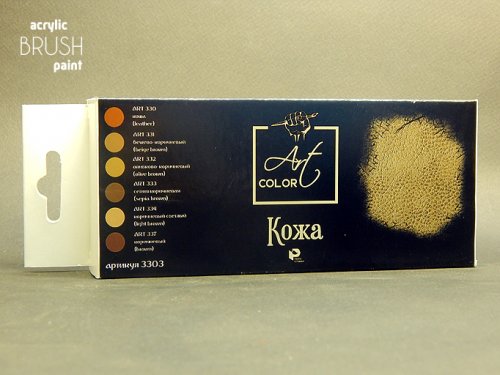 acrylic
BRUSH
paint
ART 330
кожа
(leather)
ART 331
бежево-коричневый
(beige brown)
ART 332
оливково-коричневый
(olive brown)
ART 333
сепия коричневая
(sepia brown)
ART 334
коричневый светлый
(light brown)
ART 337
коричневый
(brown)
артикул 3303
Art
COLOR
Кожа